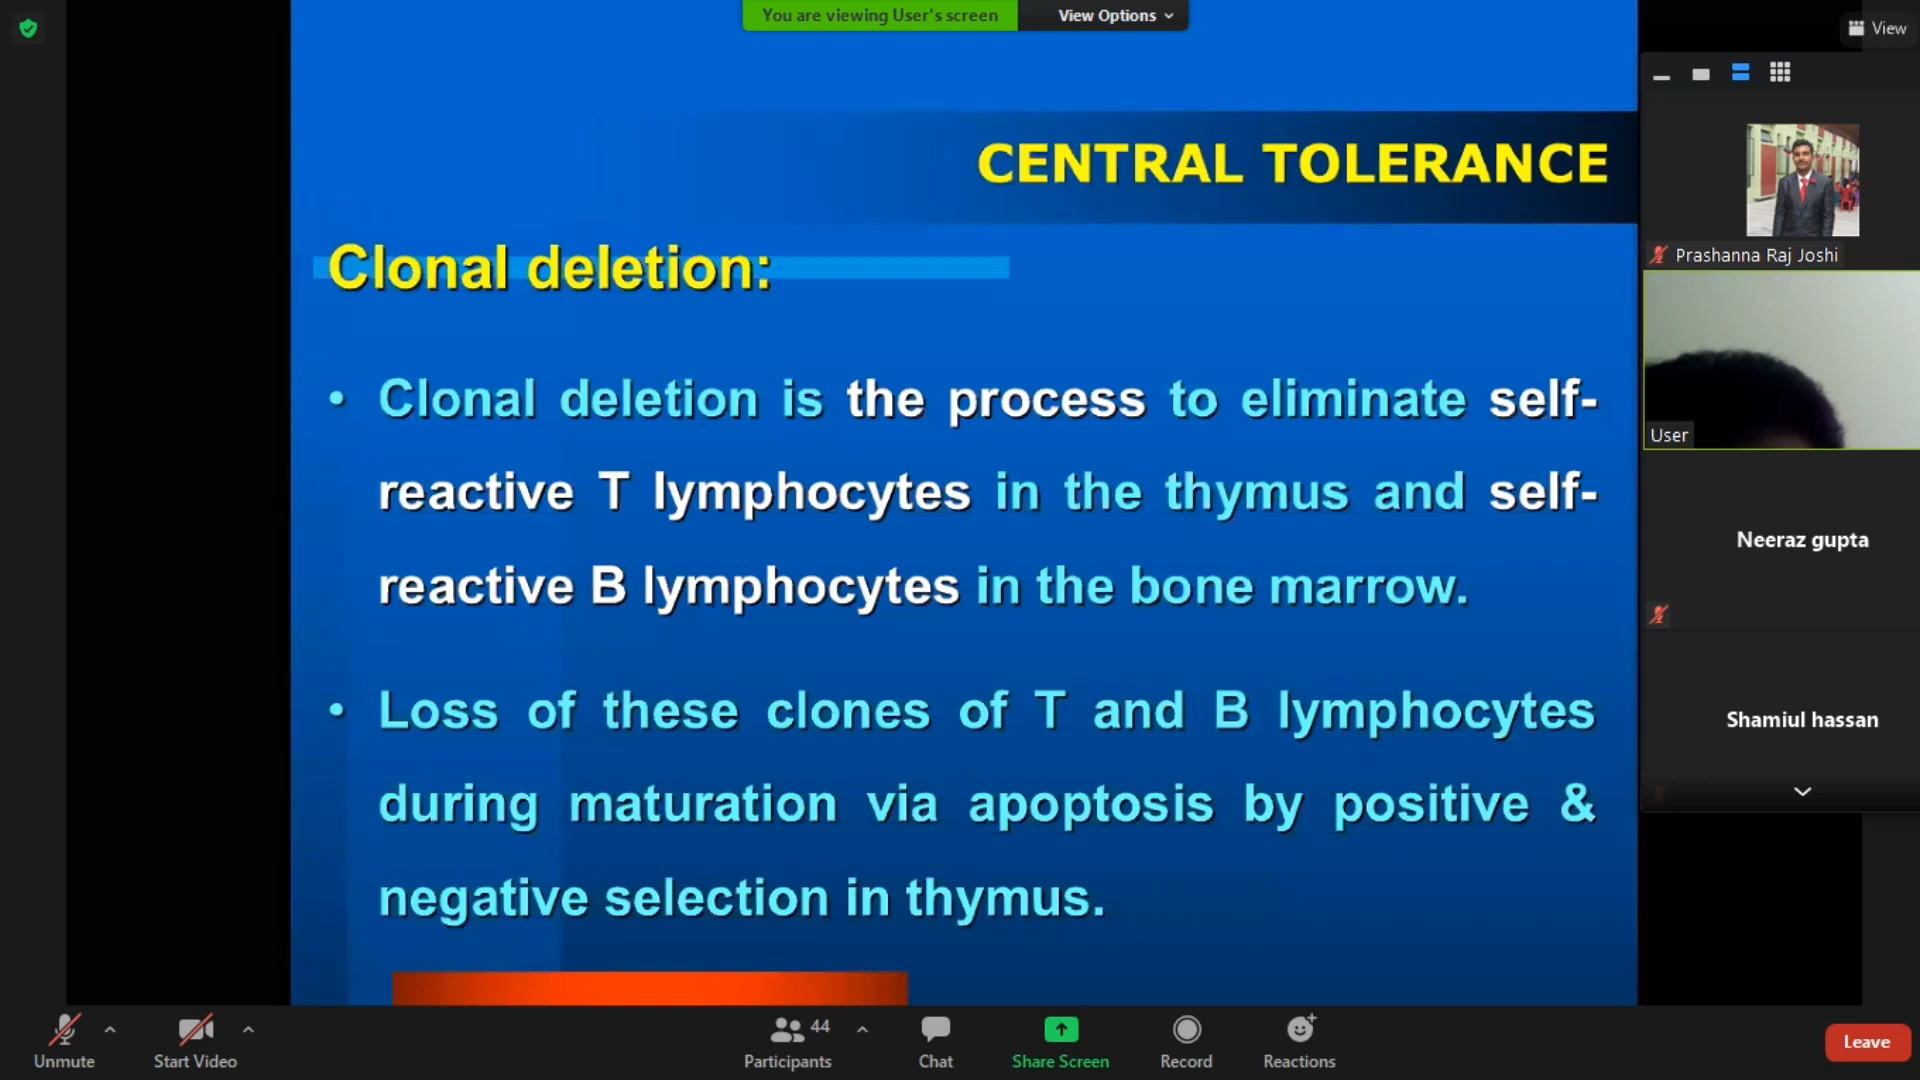 You are viewing User's screen
View Options
View
CENTRAL TOLERANCE
Clonal deletion:
• Clonal deletion is the process to eliminate self-
reactive T lymphocytes in the thymus and self-
reactive B lymphocytes in the bone marrow.
• Loss of these clones of T and B lymphocytes
during maturation via apoptosis by positive &
negative selection in thymus.
Prashanna Raj Joshi
User
Neeraz gupta
Shamiul hassan
Unmute
Start Video
44
Participants
Chat
Share Screen
Record
Reactions
Leave